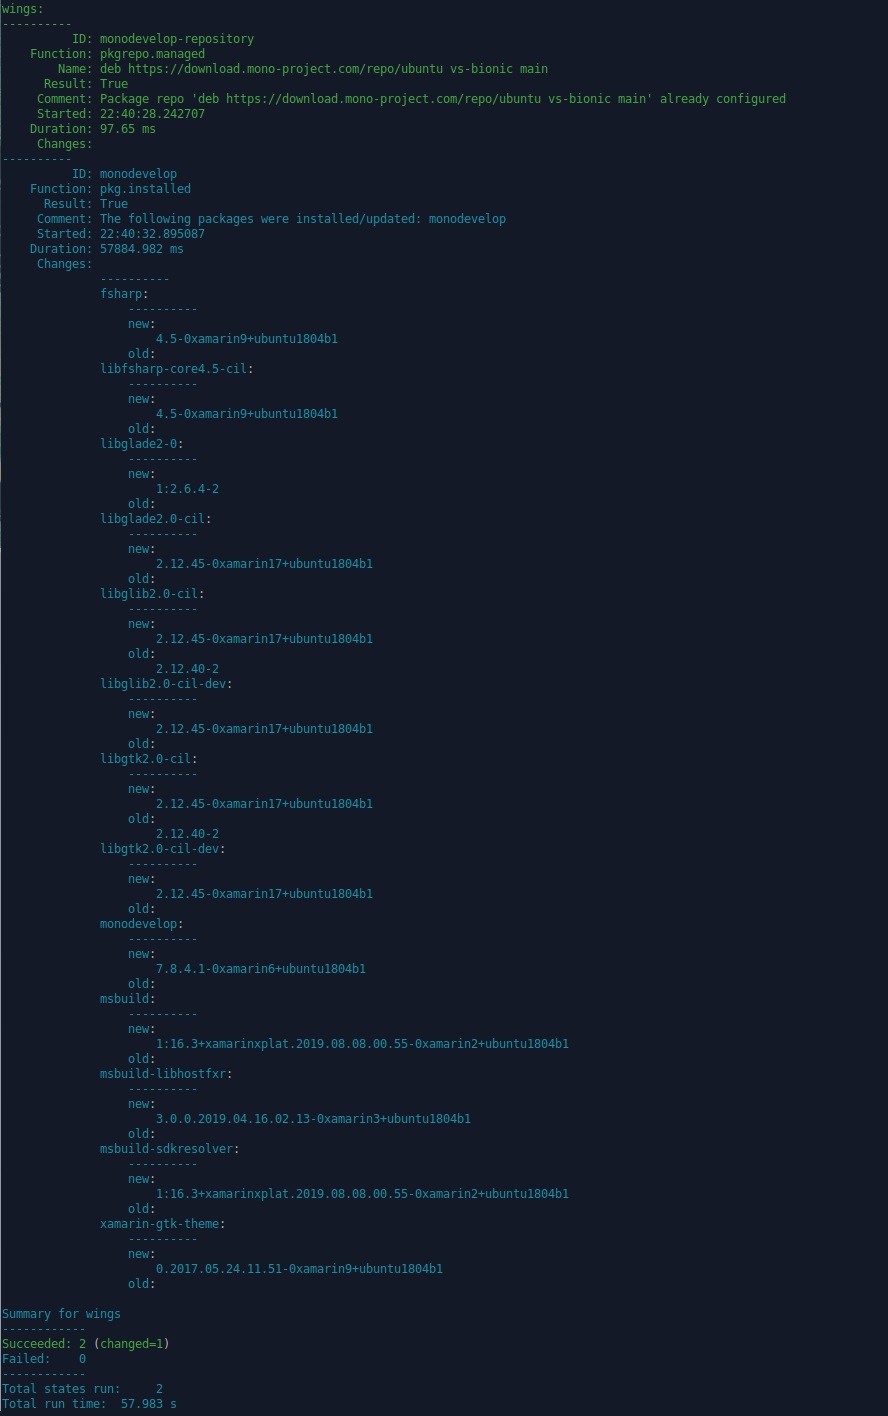 wings:
----------
          ID: monodevelop-repository
    Function: pkgrepo.managed
        Name: deb https://download.mono-project.com/repo/ubuntu vs-bionic main
      Result: True
     Comment: Package repo 'deb https://download.mono-project.com/repo/ubuntu vs-bionic main' already configured
     Started: 22:40:28.242707
    Duration: 97.65 ms
     Changes:
----------
          ID: monodevelop
    Function: pkg.installed
      Result: True
     Comment: The following packages were installed/updated: monodevelop
     Started: 22:40:32.895087
    Duration: 57884.982 ms
     Changes:
              ----------
              fsharp:
                  ----------
                  new:
                      4.5-0xamarin9+ubuntu1804b1
                  old:
              libfsharp-core4.5-cil:
                  ----------
                  new:
                      4.5-0xamarin9+ubuntu1804b1
                  old:
              libglade2-0:
                  ----------
                  new:
                      1:2.6.4-2
                  old:
              libglade2.0-cil:
                  ----------
                  new:
                      2.12.45-0xamarin17+ubuntu1804b1
                  old:
              libglib2.0-cil:
                  ----------
                  new:
                      2.12.45-0xamarin17+ubuntu1804b1
                  old:
                      2.12.40-2
              libglib2.0-cil-dev:
                  ----------
                  new:
                      2.12.45-0xamarin17+ubuntu1804b1
                  old:
              libgtk2.0-cil:
                  ----------
                  new:
                      2.12.45-0xamarin17+ubuntu1804b1
                  old:
                      2.12.40-2
              libgtk2.0-cil-dev:
                  ----------
                  new:
                      2.12.45-0xamarin17+ubuntu1804b1
                  old:
              monodevelop:
                  ----------
                  new:
                      7.8.4.1-0xamarin6+ubuntu1804b1
                  old:
              msbuild:
                  ----------
                  new:
                      1:16.3+xamarinxplat.2019.08.08.00.55-0xamarin2+ubuntu1804b1
                  old:
              msbuild-libhostfxr:
                  ----------
                  new:
                      3.0.0.2019.04.16.02.13-0xamarin3+ubuntu1804b1
                  old:
              msbuild-sdkresolver:
                  ----------
                  new:
                      1:16.3+xamarinxplat.2019.08.08.00.55-0xamarin2+ubuntu1804b1
                  old:
              xamarin-gtk-theme:
                  ----------
                  new:
                      0.2017.05.24.11.51-0xamarin9+ubuntu1804b1
                  old:

Summary for wings
------------
Succeeded: 2 (changed=1)
Failed:    0
------------
Total states run:     2
Total run time:  57.983 s